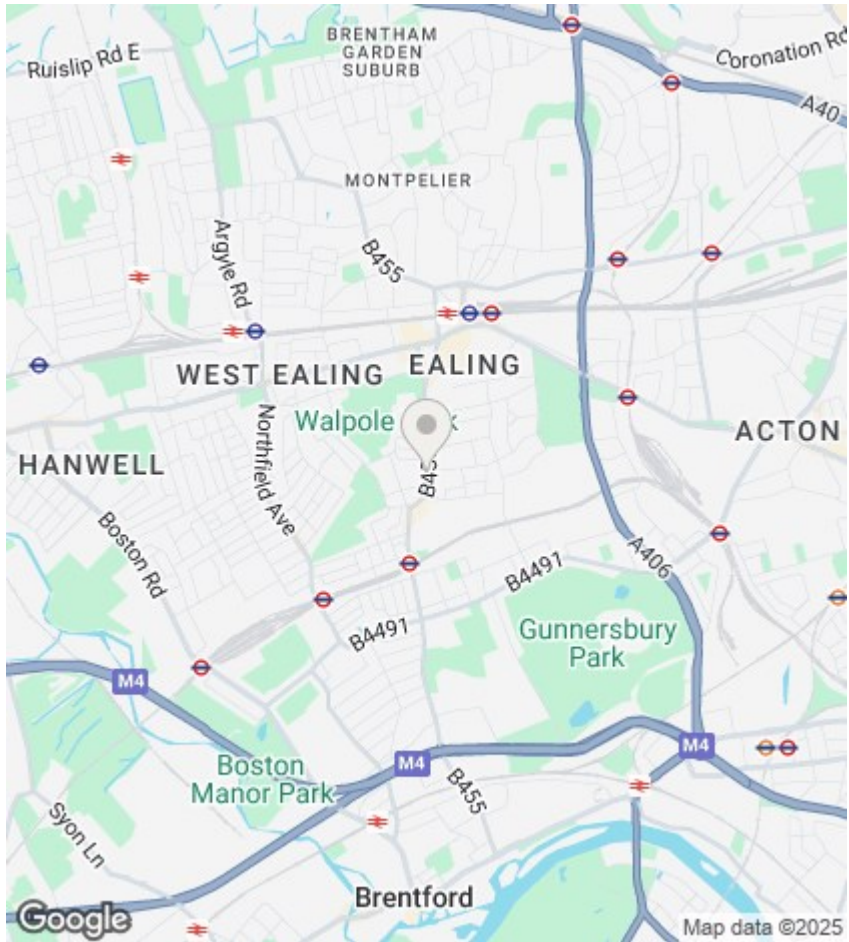 BRENTHAM
GARDEN
SUBURB
Ruislip Rd E
Coronation Rd
A40
MONTPELIER
Argyle Rd
B455
WEST EALING
EALING
Walpole
k
ACTON
HANWELL
Northfield Ave
B45
Boston Rd
A406
B4491
B4491
Gunnersbury
Park
M4
M4
M4
Boston
Manor Park
B455
Syon Ln
Brentford
Google
Map data ©2025